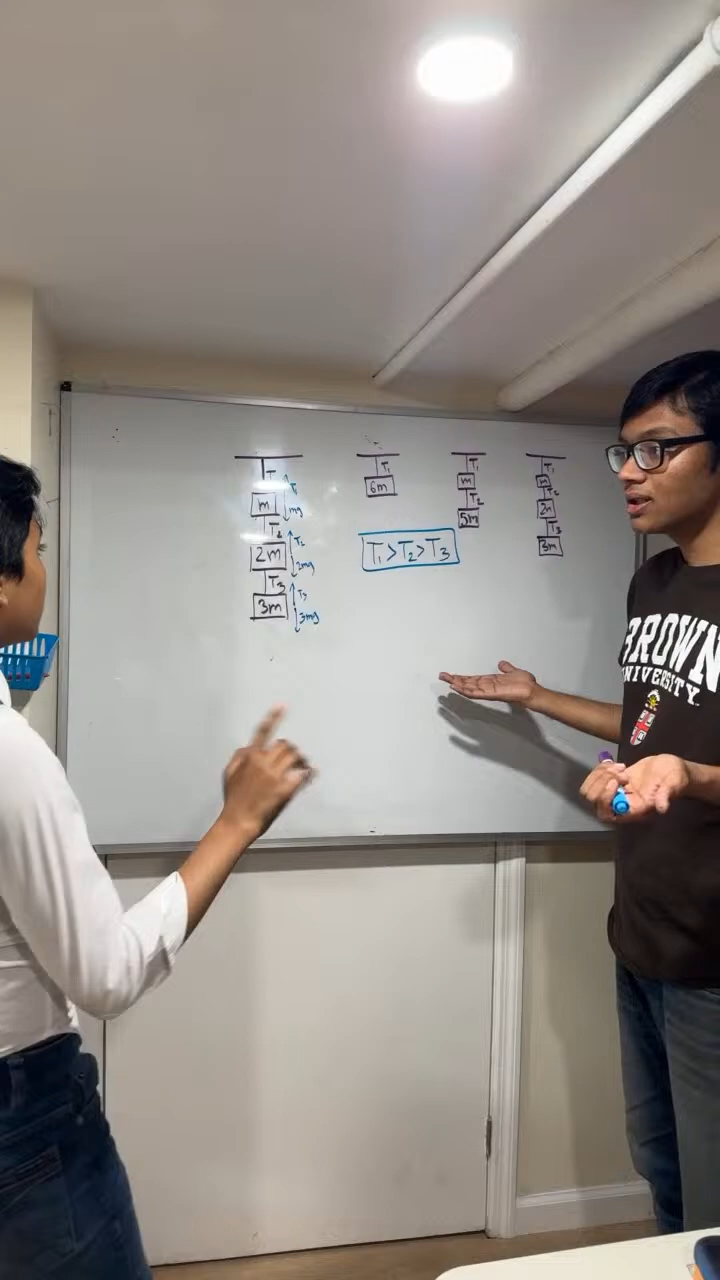 T₁
m
T₁
mg
T₂
2m
T₂
2mg
T₃
3m
T₃
3mg
T₁
6m
T₁
m
T₂
5m
T₁
m
T₂
2m
T₃
3m
T₁ > T₂ > T₃
BROWN
UNIVERSITY